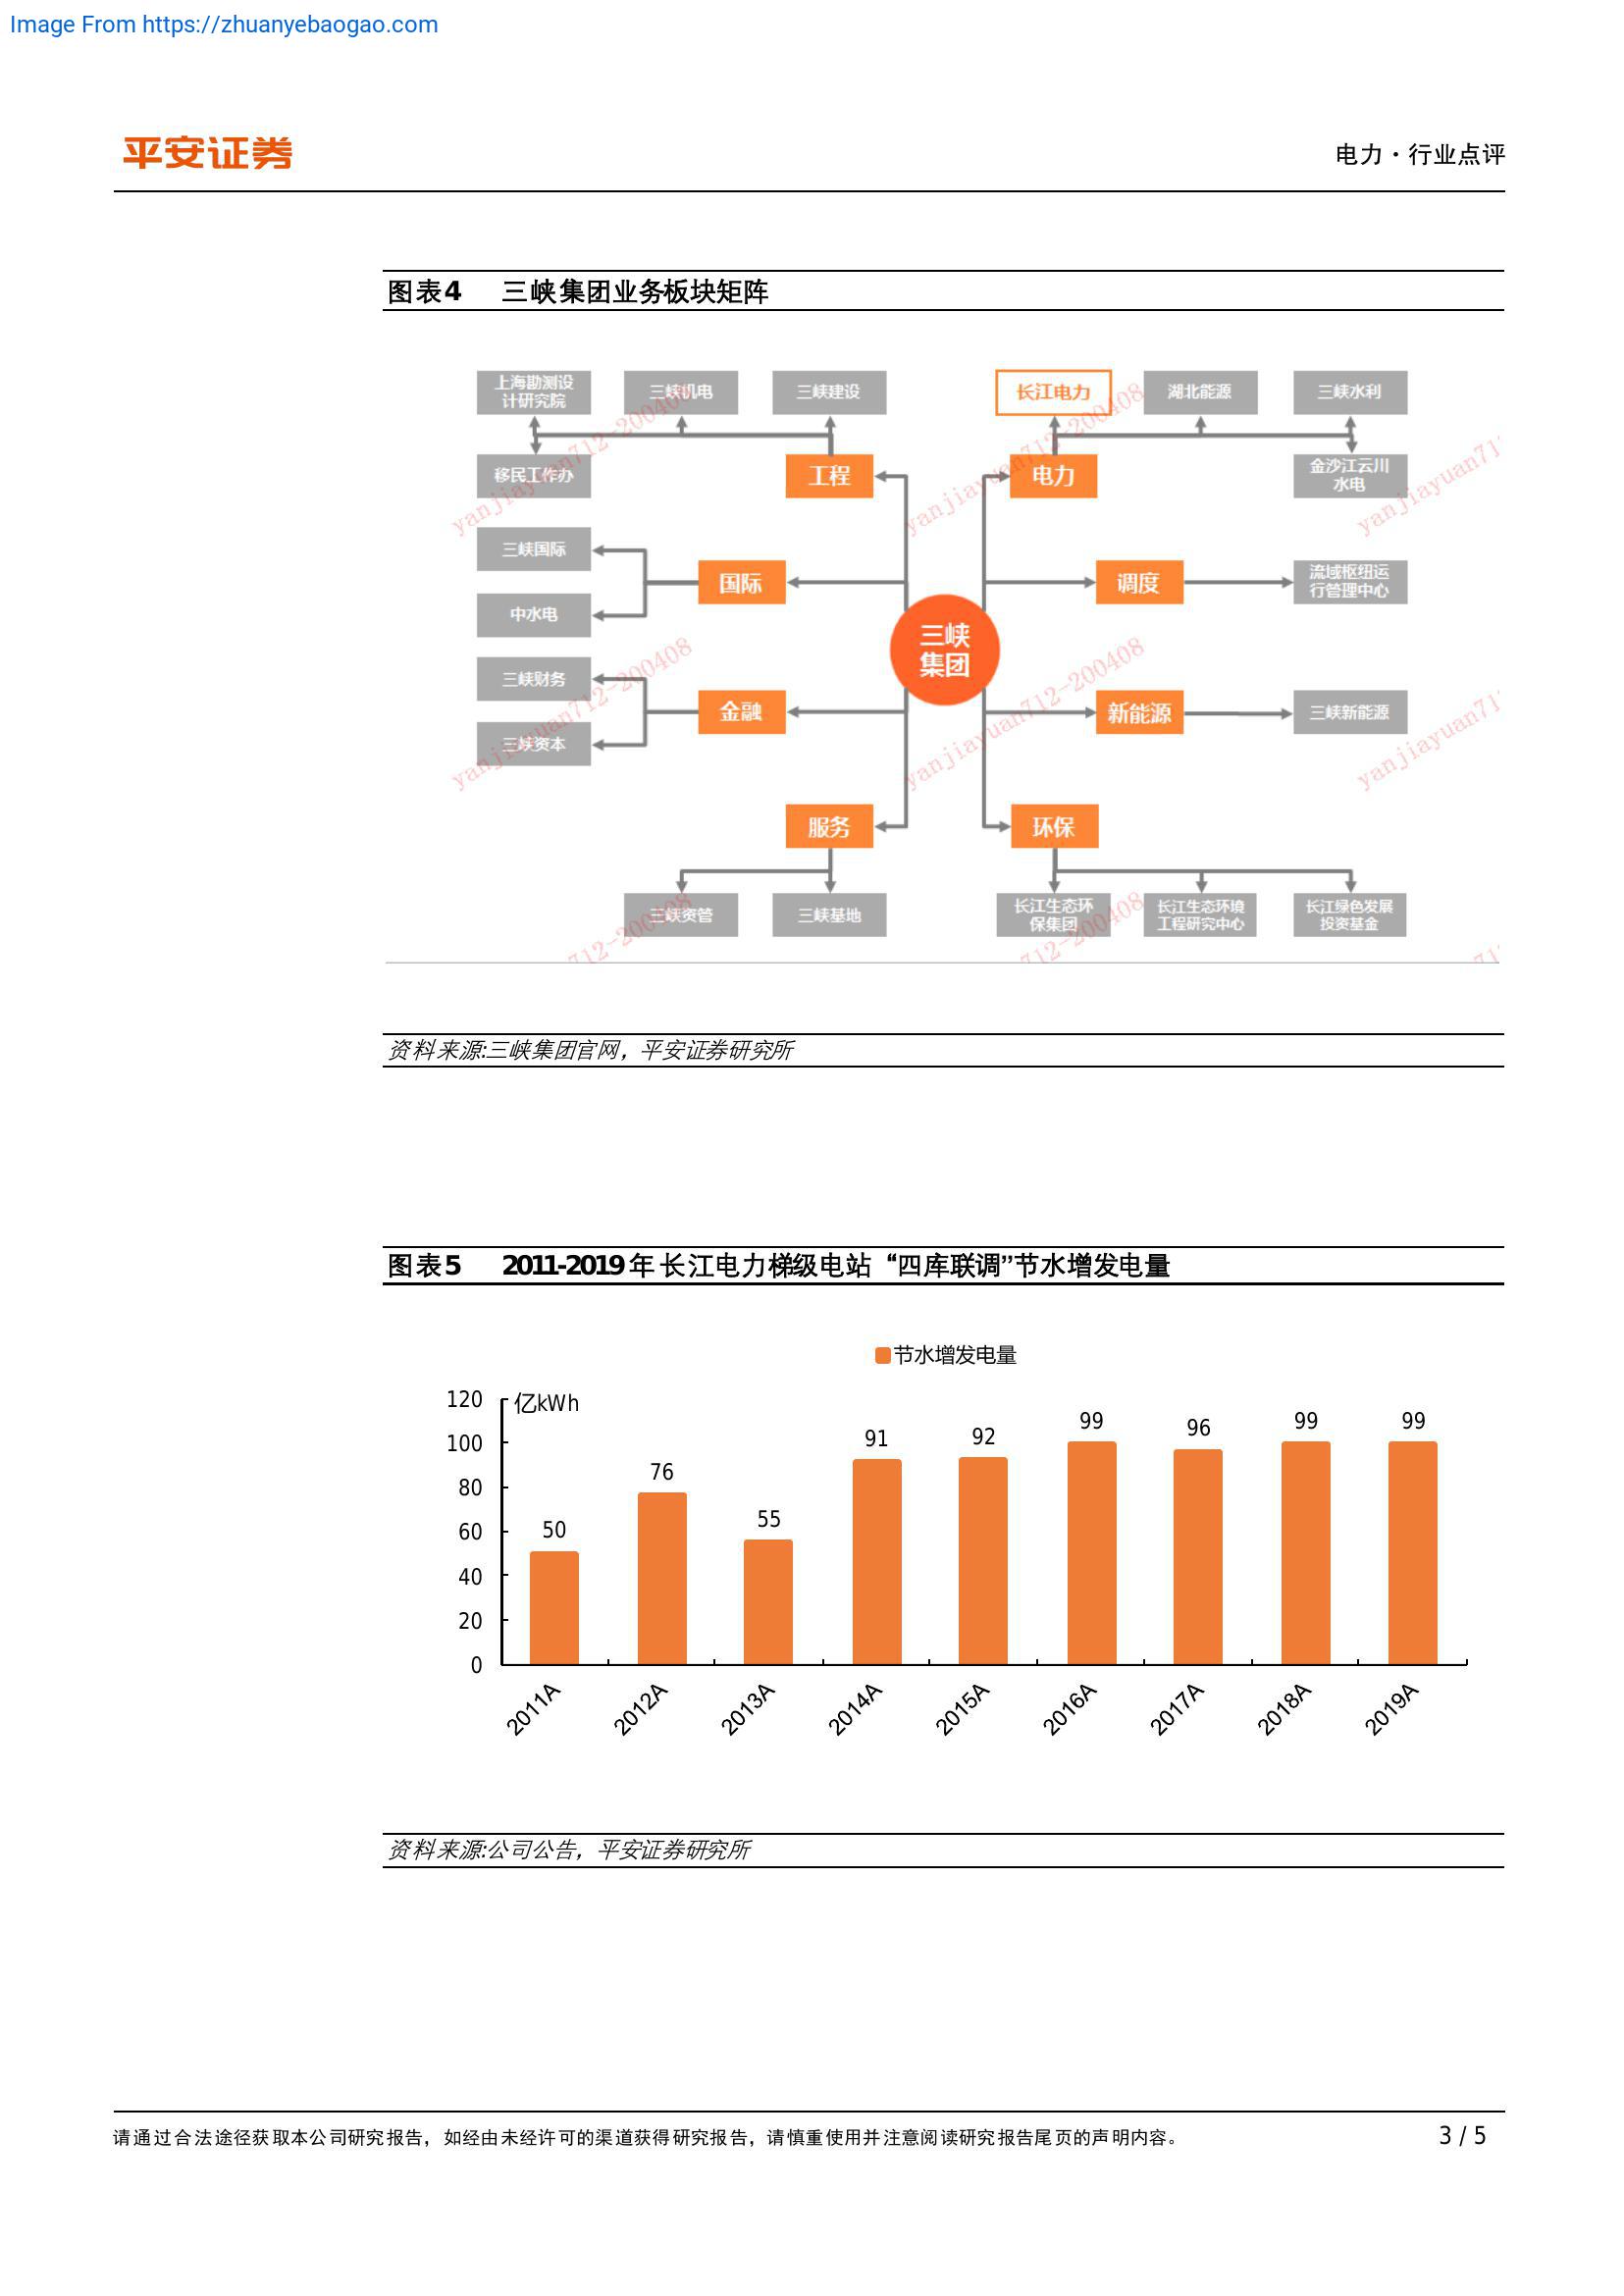 Image From https://zhuanyebaogao.com
平安证券
电力·行业点评
图表4 三峡集团业务板块矩阵
上海勘测设
计研究院
三峡机电
三峡建设
长江电力
湖北能源
三峡水利
移民工作办
工程
电力
金沙江云川
水电
三峡国际
中水电
国际
调度
流域枢纽运
行管理中心
三峡
集团
三峡财务
三峡资本
金融
新能源
三峡新能源
服务
环保
三峡资管
三峡基地
长江生态环
保集团
长江生态环境
工程研究中心
长江绿色发展
投资基金
yanjiayuan712-200408
yanjiayuan712-200408
yanjiayuan71
yanjiayuan712-200408
yanjiayuan712-200408
yanjiayuan71
712-200408
712-200408
71
资料来源:三峡集团官网，平安证券研究所
图表5 2011-2019年长江电力梯级电站“四库联调”节水增发电量
节水增发电量
亿kWh
120
100
80
60
40
20
0
50
76
55
91
92
99
96
99
99
2011A
2012A
2013A
2014A
2015A
2016A
2017A
2018A
2019A
资料来源:公司公告，平安证券研究所
请通过合法途径获取本公司研究报告，如经由未经许可的渠道获得研究报告，请慎重使用并注意阅读研究报告尾页的声明内容。
3 / 5